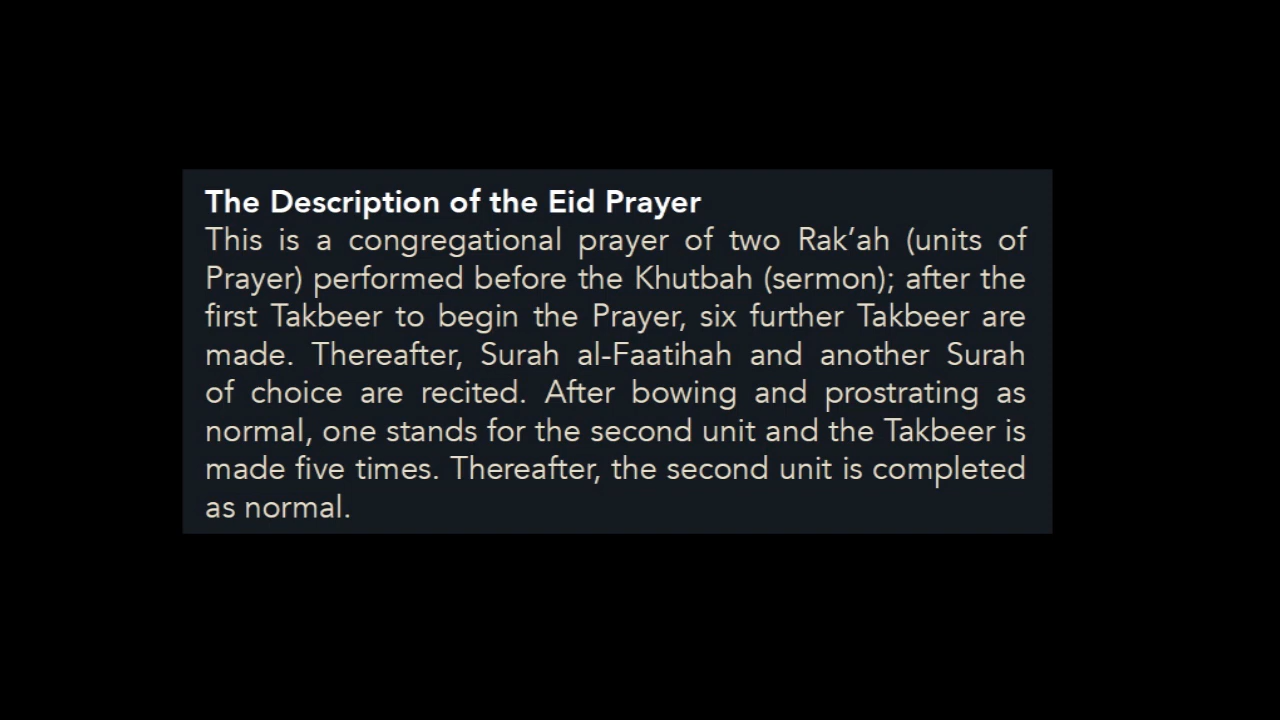 The Description of the Eid Prayer
This is a congregational prayer of two Rak’ah (units of
Prayer) performed before the Khutbah (sermon); after the
first Takbeer to begin the Prayer, six further Takbeer are
made. Thereafter, Surah al-Faatihah and another Surah
of choice are recited. After bowing and prostrating as
normal, one stands for the second unit and the Takbeer is
made five times. Thereafter, the second unit is completed
as normal.